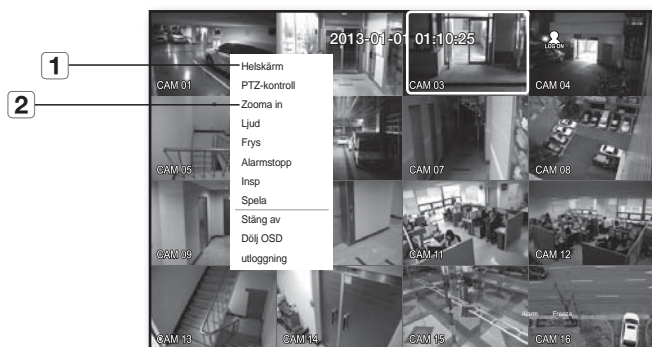 2013-01-01 01:10:25
LOG ON
CAM 01
CAM 03
CAM 04
1
2
Helskärm
PTZ-kontroll
Zooma in
Ljud
Frys
Alarmstopp
Insp
Spela
Stäng av
Dölj OSD
utloggning
CAM 05
CAM 07
CAM 08
CAM 09
CAM 11
CAM 12
CAM 13
CAM 14
CAM 15
Alarm Freeze
CAM 16